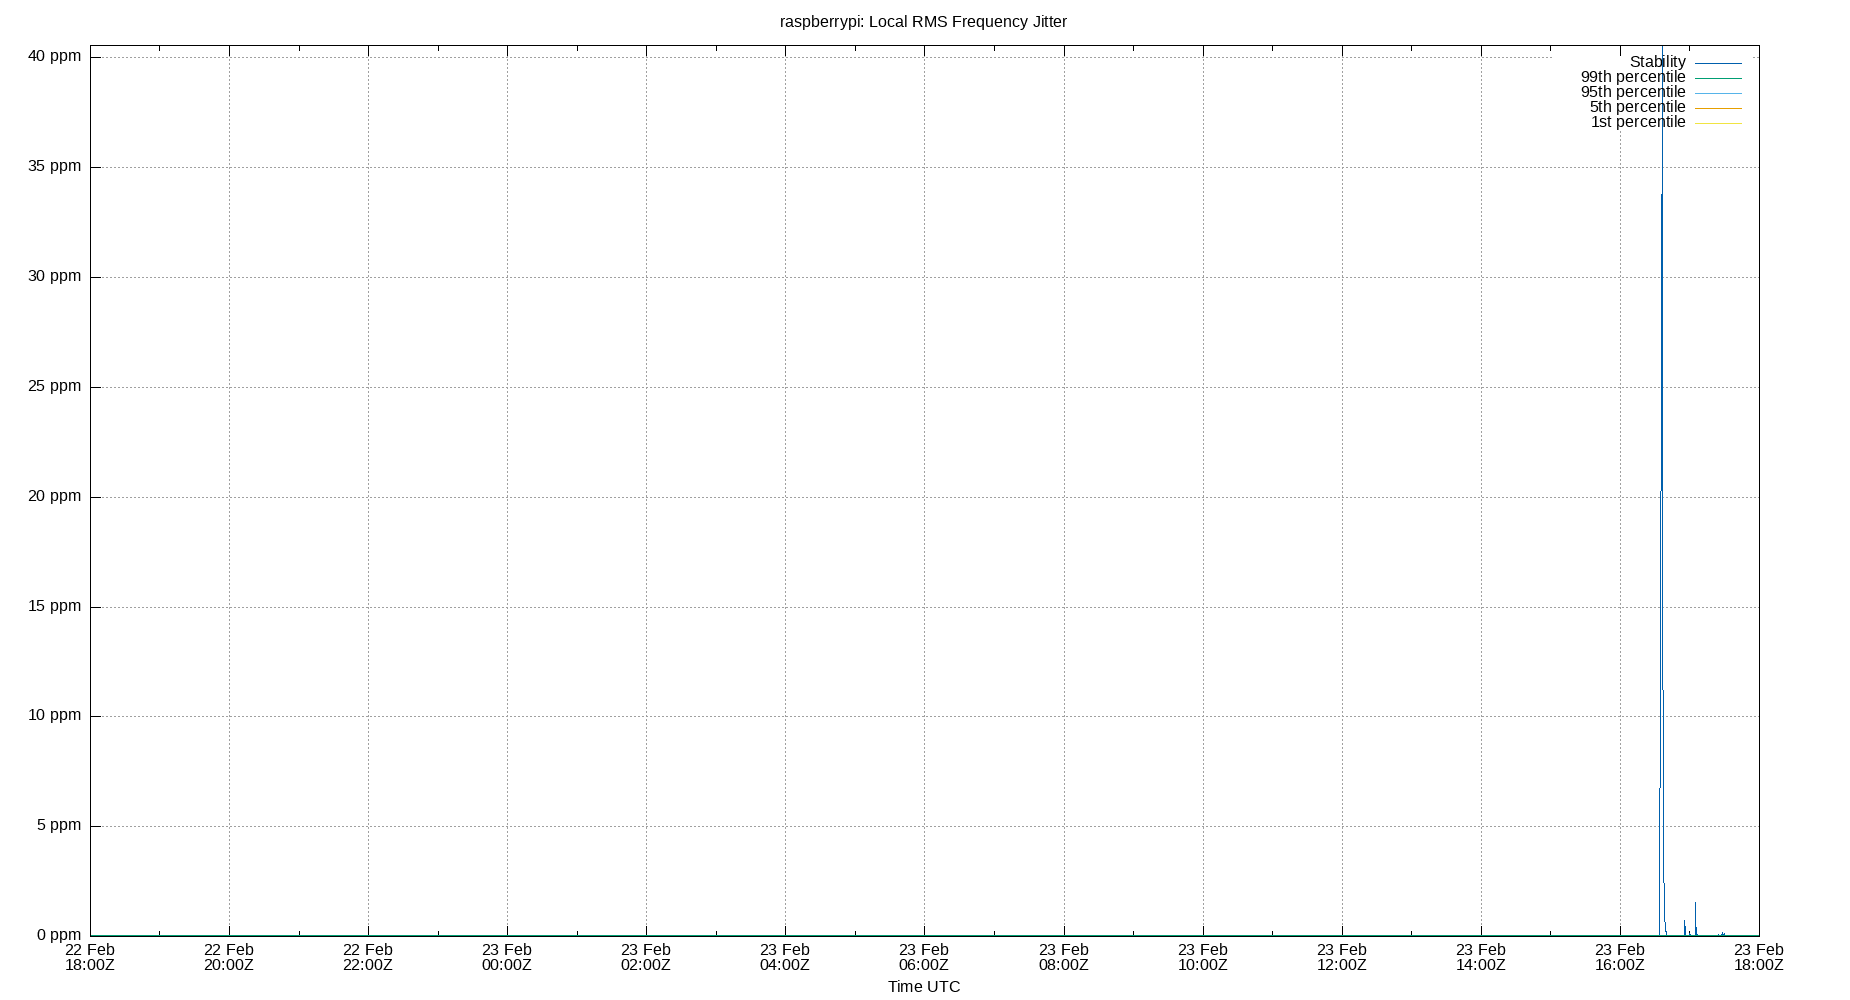 raspberrypi: Local RMS Frequency Jitter
40 ppm
35 ppm
30 ppm
25 ppm
20 ppm
15 ppm
10 ppm
5 ppm
0 ppm
Stability
99th percentile
95th percentile
5th percentile
1st percentile
22 Feb 22 Feb 22 Feb 23 Feb 23 Feb 23 Feb 23 Feb 23 Feb 23 Feb 23 Feb 23 Feb 23 Feb 23 Feb
18:00Z 20:00Z 22:00Z 00:00Z 02:00Z 04:00Z 06:00Z 08:00Z 10:00Z 12:00Z 14:00Z 16:00Z 18:00Z
Time UTC